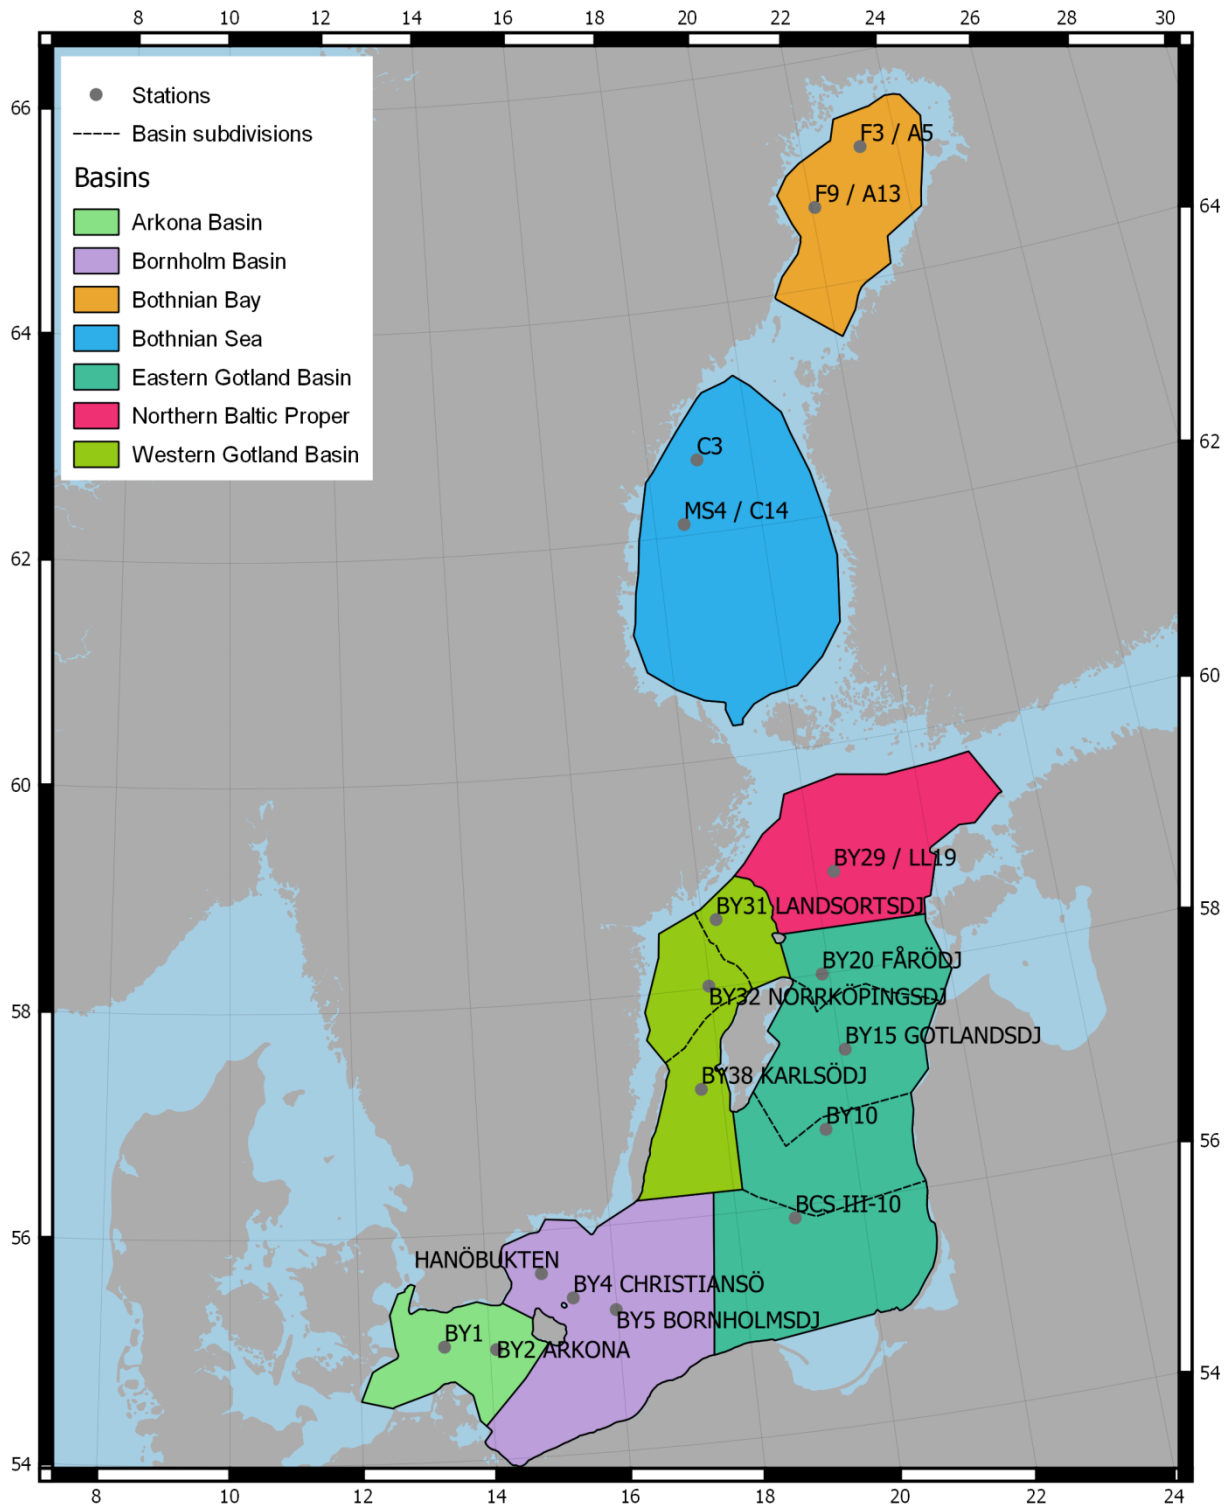 8 10 12 14 16 18 20 22 24 26 28 30
Stations
Basin subdivisions
Basins
Arkona Basin
Bornholm Basin
Bothnian Bay
Bothnian Sea
Eastern Gotland Basin
Northern Baltic Proper
Western Gotland Basin
66
F3 / A5
F9 / A13
64
64
C3
62
MS4 / C14
62
60
60
BY29 / LL19
BY31 LANDSORTSDJ
58
BY20 FÅRÖDJ
BY32 NORRKÖPINGSDJ
58
BY15 GOTLANDSDJ
BY38 KARLSÖDJ
BY10
56
BCS III-10
56
HANÖBUKTEN
BY4 CHRISTIANSÖ
BY5 BORNHOLMSDJ
BY1
BY2 ARKONA
54
54
8 10 12 14 16 18 20 22 24